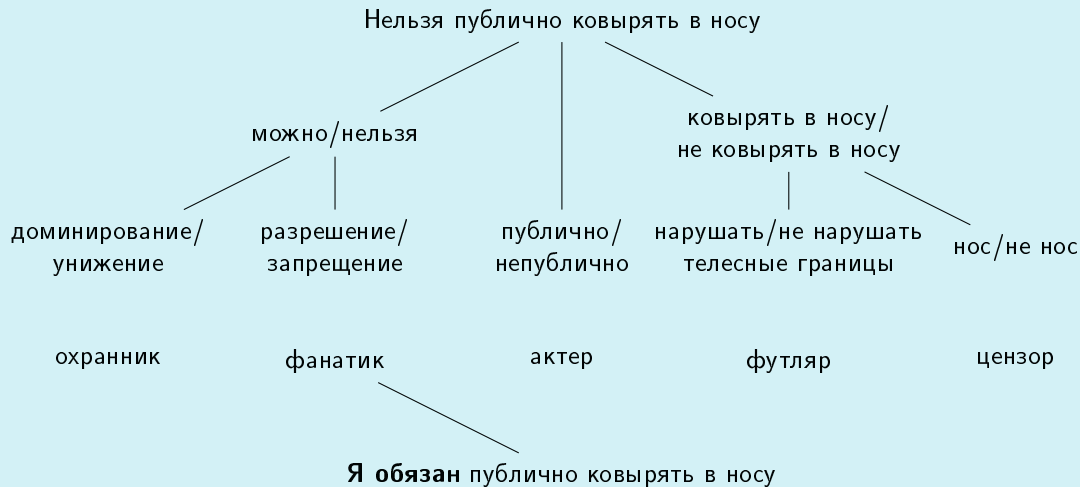 Нельзя публично ковырять в носу
можно/нельзя
ковырять в носу/
не ковырять в носу
доминирование/
унижение
разрешение/
запрещение
публично/
непублично
нарушать/не нарушать
телесные границы
нос/не нос
охранник
фанатик
актер
футляр
цензор
Я обязан публично ковырять в носу